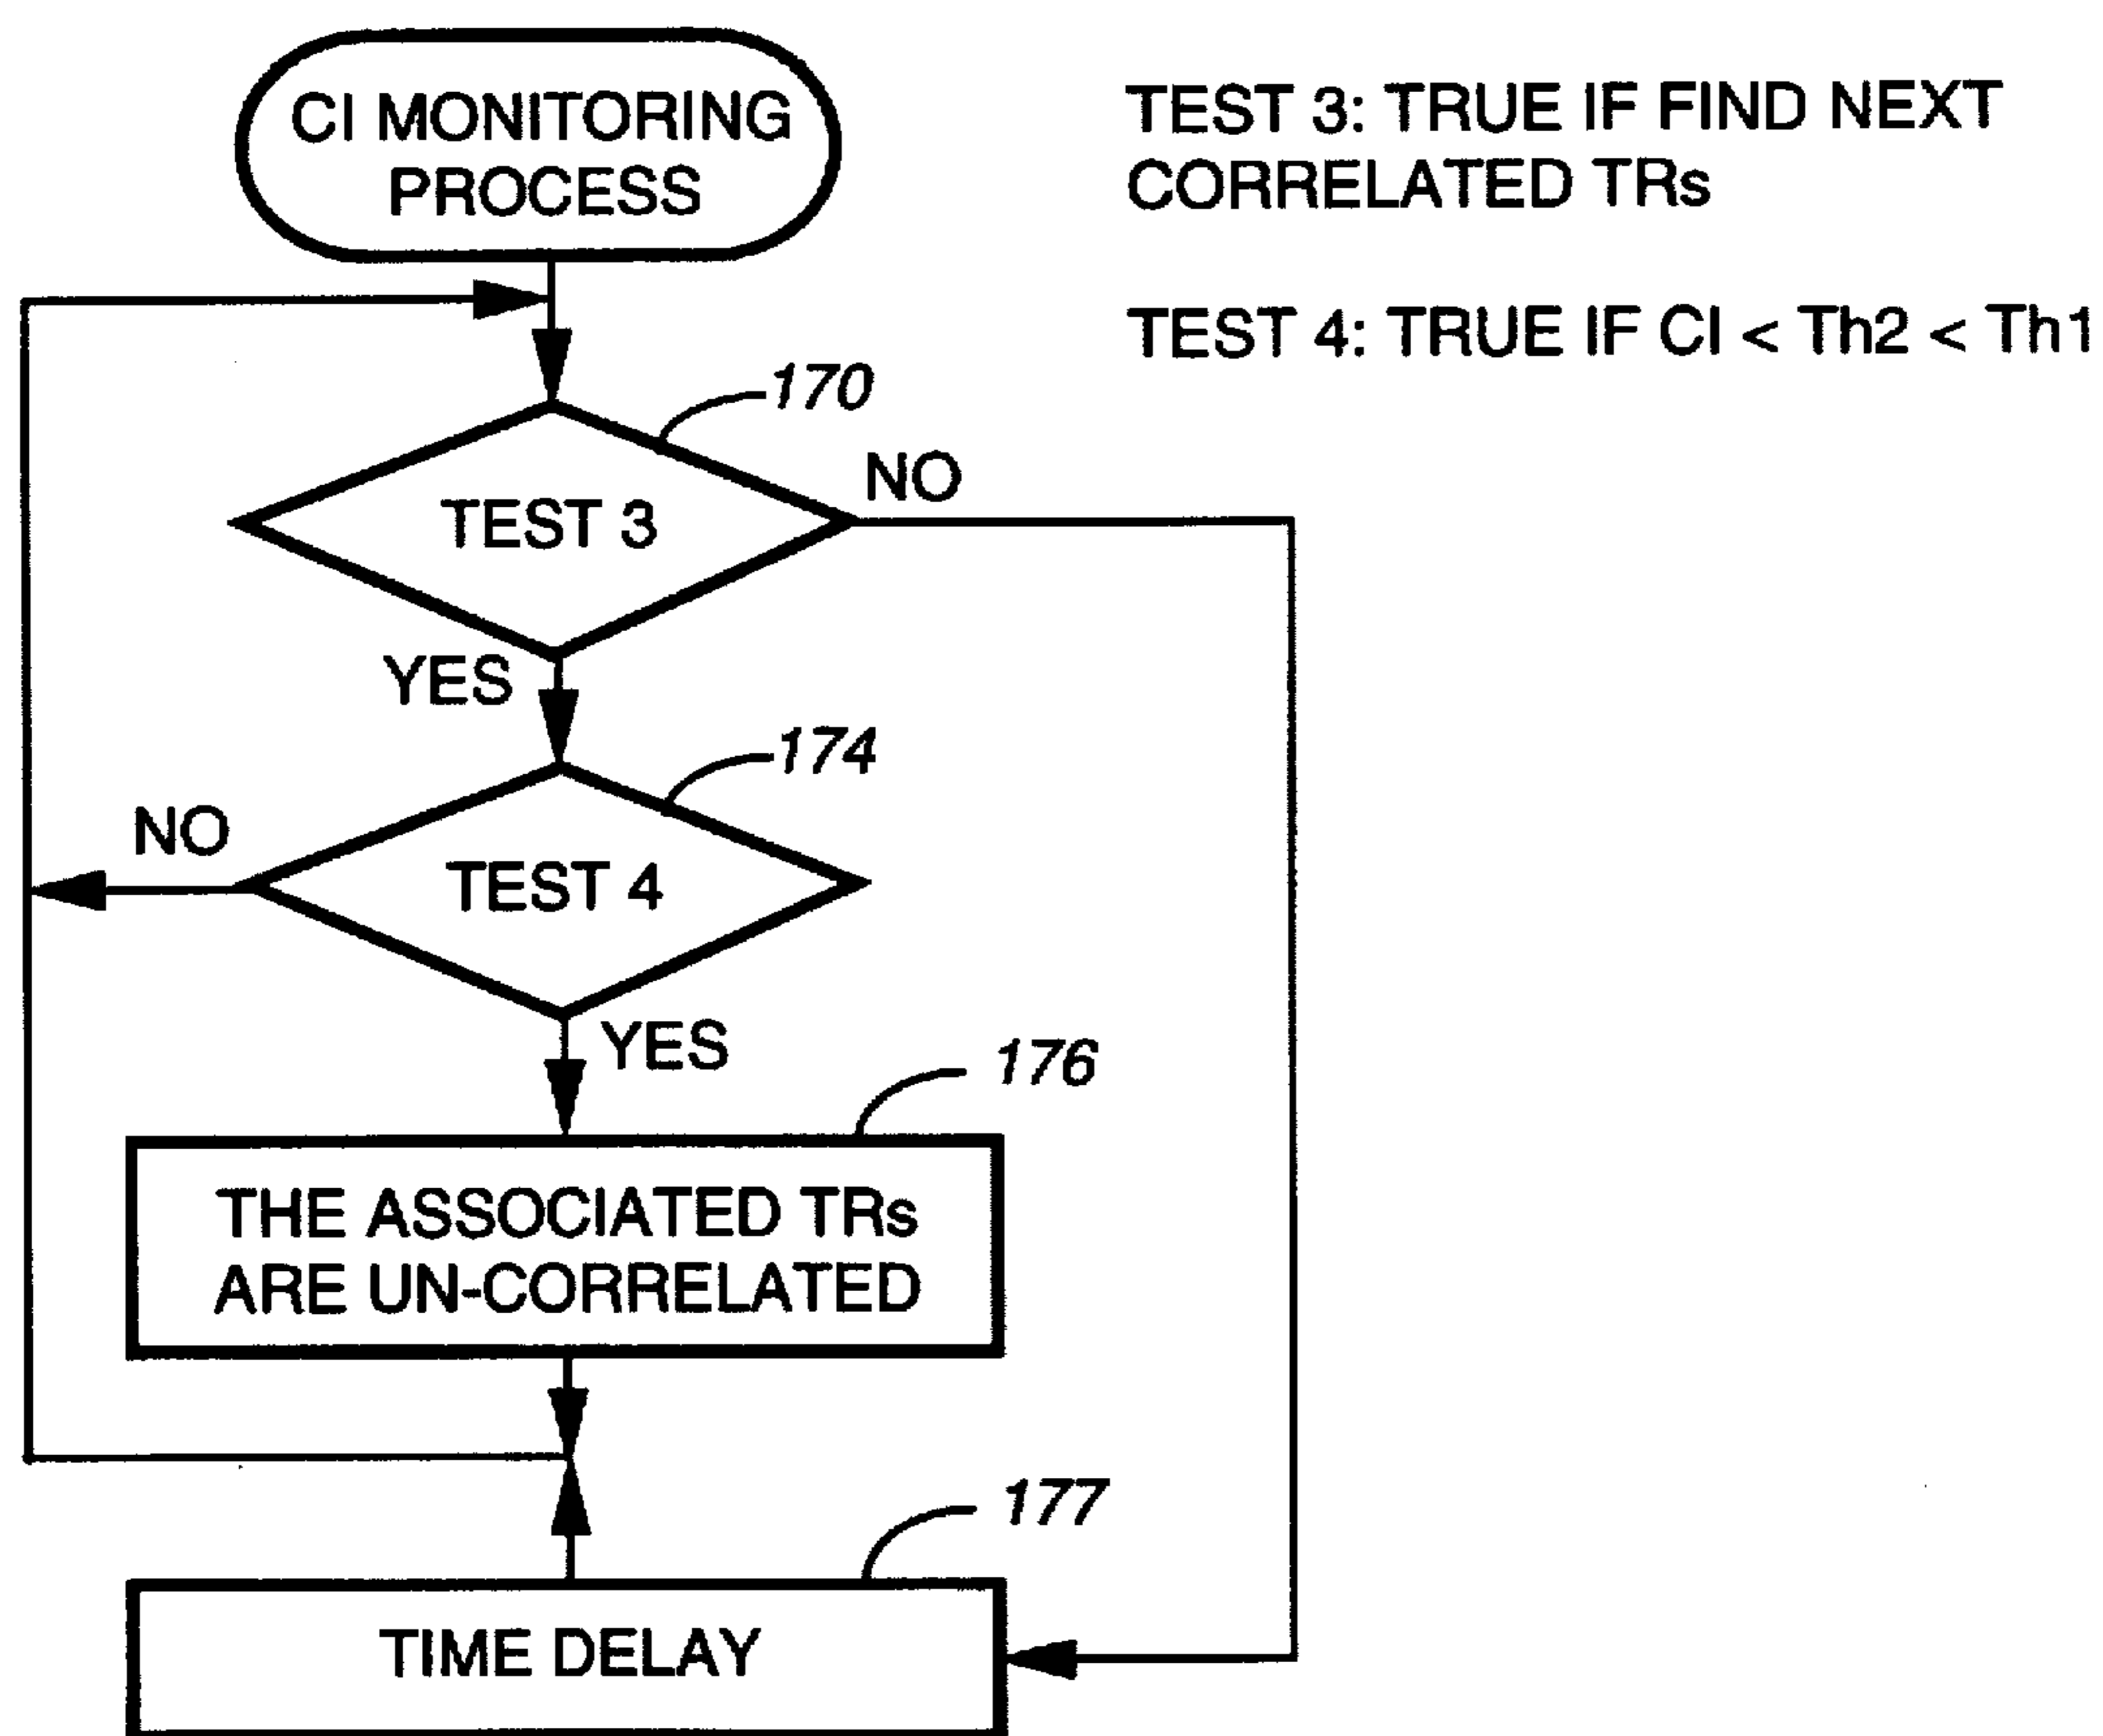 CI MONITORING
PROCESS
TEST 3: TRUE IF FIND NEXT
CORRELATED TRs
TEST 4: TRUE IF CI < Th2 < Th1
170
TEST 3
NO
YES
174
NO
TEST 4
YES
176
THE ASSOCIATED TRs
ARE UN-CORRELATED
177
TIME DELAY